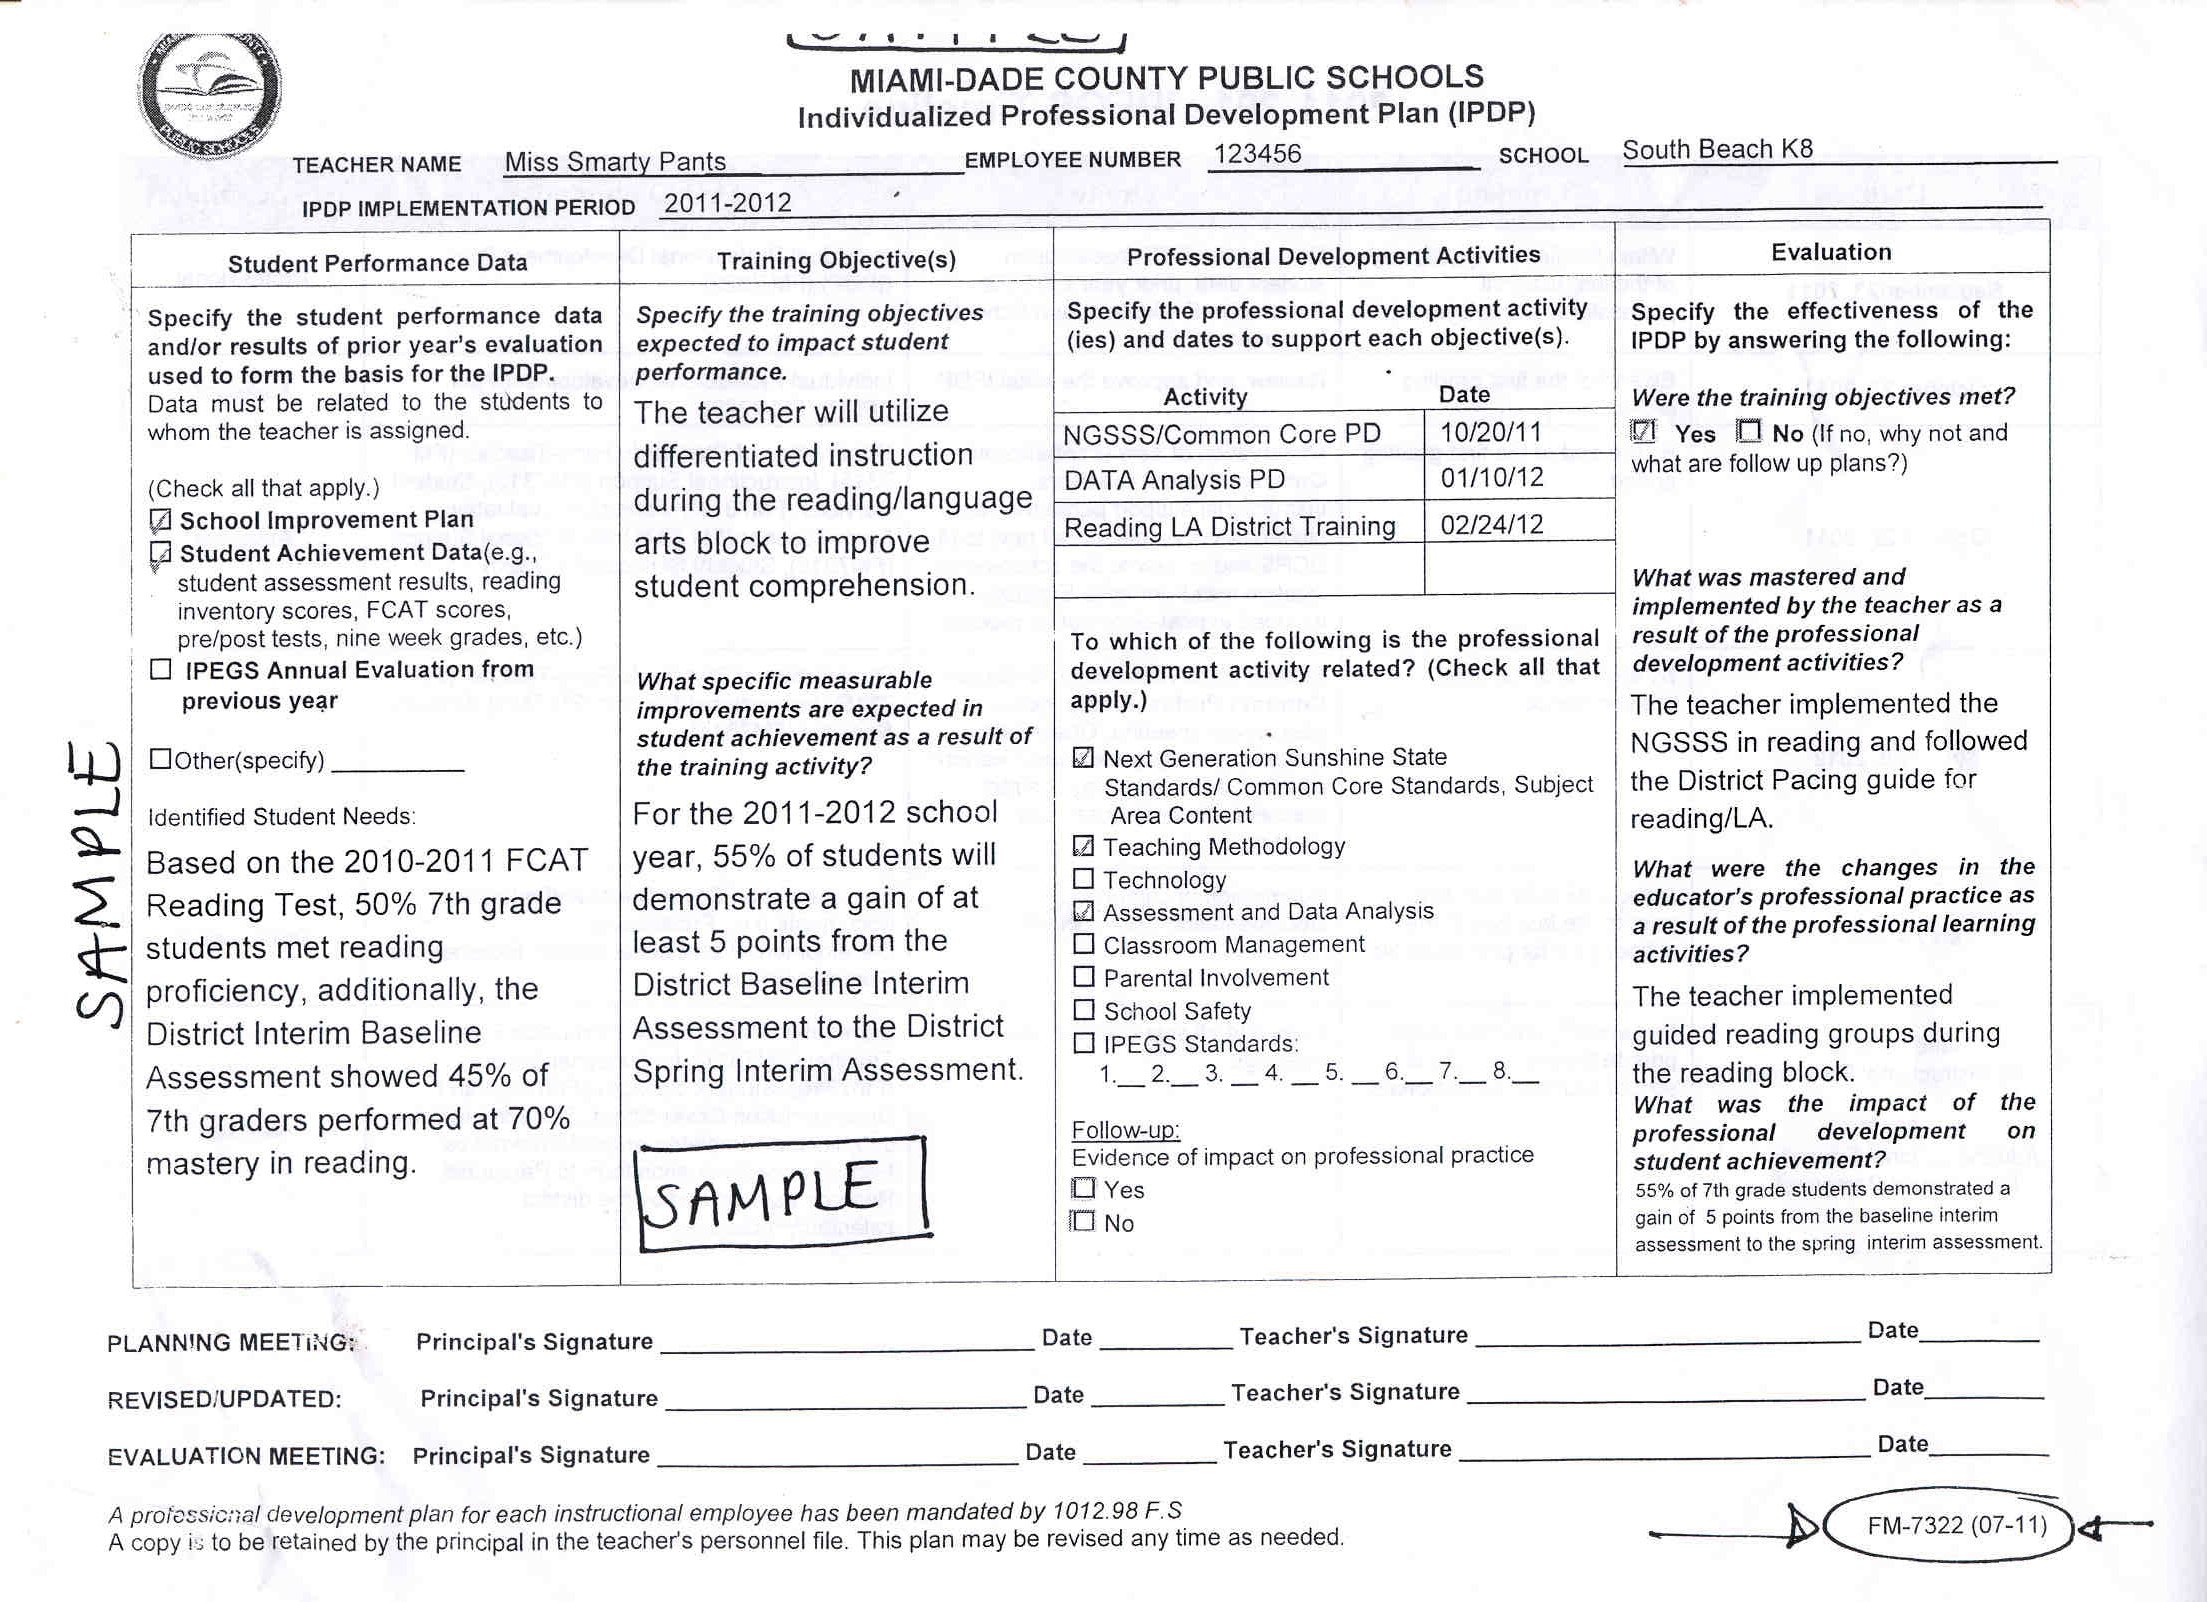 MIAMI-DADE COUNTY PUBLIC SCHOOLS
Individualized Professional Development Plan (IPDP)
PUBLIC SCHOOLS
TEACHER NAME Miss Smarty Pants EMPLOYEE NUMBER 123456 SCHOOL South Beach K8
IPDP IMPLEMENTATION PERIOD 2011-2012
Student Performance Data
Specify the student performance data
and/or results of prior year's evaluation
used to form the basis for the IPDP.
Data must be related to the students to
whom the teacher is assigned.
(Check all that apply.)
☑ School Improvement Plan
☑ Student Achievement Data(e.g.,
student assessment results, reading
inventory scores, FCAT scores,
pre/post tests, nine week grades, etc.)
☐ IPEGS Annual Evaluation from
previous year
☐Other(specify)__________
Identified Student Needs:
Based on the 2010-2011 FCAT
Reading Test, 50% 7th grade
students met reading
proficiency, additionally, the
District Interim Baseline
Assessment showed 45% of
7th graders performed at 70%
mastery in reading.
SAMPLE
Training Objective(s)
Specify the training objectives
expected to impact student
performance.
The teacher will utilize
differentiated instruction
during the reading/language
arts block to improve
student comprehension.
What specific measurable
improvements are expected in
student achievement as a result of
the training activity?
For the 2011-2012 school
year, 55% of students will
demonstrate a gain of at
least 5 points from the
District Baseline Interim
Assessment to the District
Spring Interim Assessment.
SAMPLE
Professional Development Activities
Specify the professional development activity
(ies) and dates to support each objective(s).
Activity Date
NGSSS/Common Core PD 10/20/11
DATA Analysis PD 01/10/12
Reading LA District Training 02/24/12
To which of the following is the professional
development activity related? (Check all that
apply.)
☑ Next Generation Sunshine State
Standards/ Common Core Standards, Subject
Area Content
☑ Teaching Methodology
☐ Technology
☑ Assessment and Data Analysis
☐ Classroom Management
☐ Parental Involvement
☐ School Safety
☐ IPEGS Standards:
1.__ 2.__ 3. __ 4. __ 5. __ 6.__ 7.__ 8.__
Follow-up:
Evidence of impact on professional practice
☐ Yes
☐ No
Evaluation
Specify the effectiveness of the
IPDP by answering the following:
Were the training objectives met?
☑ Yes ☐ No (If no, why not and
what are follow up plans?)
What was mastered and
implemented by the teacher as a
result of the professional
development activities?
The teacher implemented the
NGSSS in reading and followed
the District Pacing guide for
reading/LA.
What were the changes in the
educator's professional practice as
a result of the professional learning
activities?
The teacher implemented
guided reading groups during
the reading block.
What was the impact of the
professional development on
student achievement?
55% of 7th grade students demonstrated a
gain of 5 points from the baseline interim
assessment to the spring interim assessment.
PLANNING MEETING: Principal's Signature ____________ Date ________ Teacher's Signature ____________ Date________
REVISED/UPDATED: Principal's Signature ____________ Date ________ Teacher's Signature ____________ Date________
EVALUATION MEETING: Principal's Signature ____________ Date ________ Teacher's Signature ____________ Date________
A professional development plan for each instructional employee has been mandated by 1012.98 F.S
A copy is to be retained by the principal in the teacher's personnel file. This plan may be revised any time as needed.
FM-7322 (07-11)